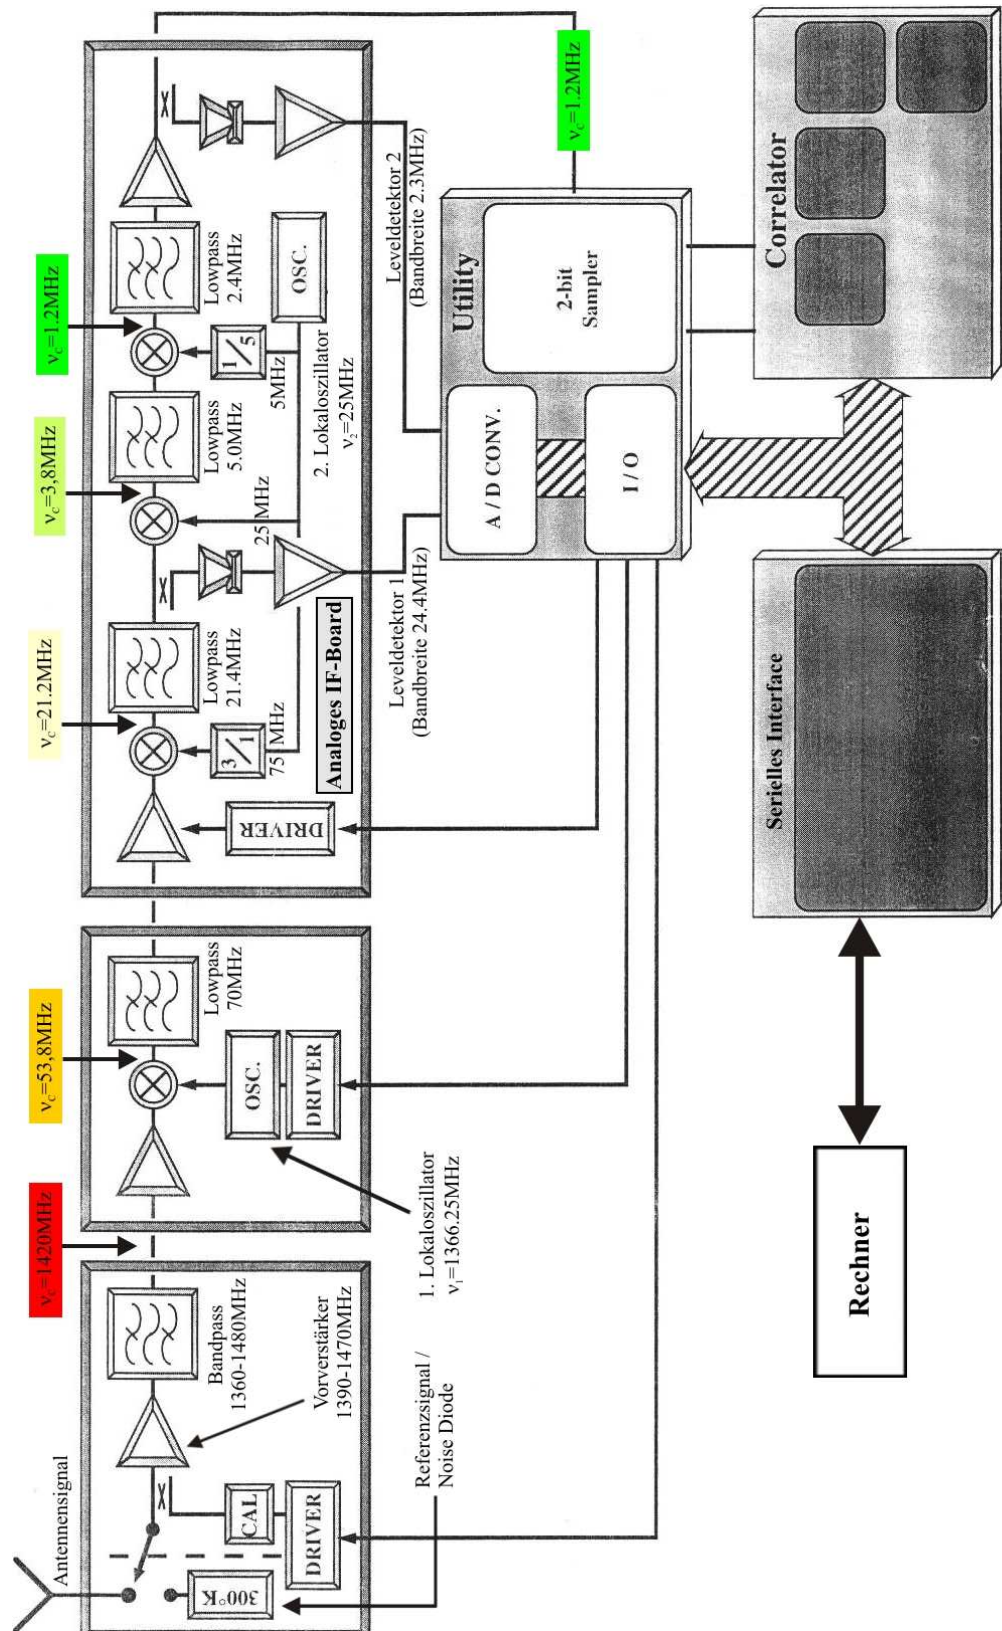 Antennensignal
300°K
CAL
DRIVER
Vorverstärker
1390-1470MHz
Bandpass
1360-1480MHz
Referenzsignal /
Noise Diode
νc=1420MHz
1. Lokaloszillator
ν1=1366.25MHz
OSC.
DRIVER
νc=53,8MHz
Lowpass
70MHz
DRIVER
Analoges IF-Board
3/1
75 MHz
νc=21.2MHz
Lowpass
21.4MHz
Leveldetektor 1
(Bandbreite 24.4MHz)
25 MHz
νc=3,8MHz
Lowpass
5.0MHz
1/5
5MHz
2. Lokaloszillator
ν2=25MHz
OSC.
νc=1.2MHz
Lowpass
2.4MHz
Leveldetektor 2
(Bandbreite 2.3MHz)
νc=1.2MHz
Utility
A / D CONV.
I / O
2-bit
Sampler
Correlator
Serielles Interface
Rechner